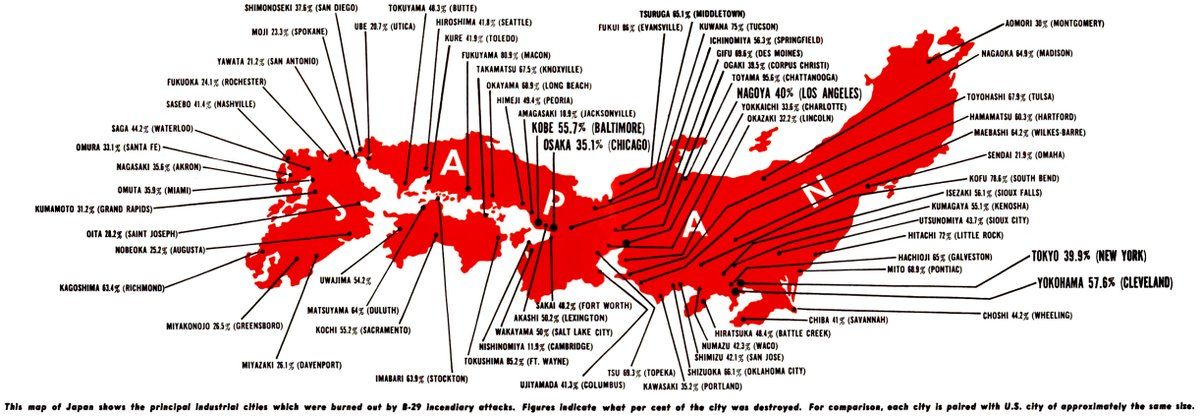 SHIMONOSEKI 37.6% (SAN DIEGO)
MOJI 23.3% (SPOKANE)
YAWATA 21.2% (SAN ANTONIO)
FUKUOKA 24.1% (ROCHESTER)
SASEBO 41.4% (NASHVILLE)
SAGA 44.2% (WATERLOO)
OMURA 33.1% (SANTA FE)
NAGASAKI 35.6% (AKRON)
OMUTA 35.9% (MIAMI)
KUMAMOTO 31.2% (GRAND RAPIDS)
OITA 28.2% (SAINT JOSEPH)
NOBEOKA 25.2% (AUGUSTA)
KAGOSHIMA 63.4% (RICHMOND)
MIYAKONOJO 26.5% (GREENSBORO)
MIYAZAKI 26.1% (DAVENPORT)
TOKUYAMA 48.3% (BUTTE)
UBE 20.7% (UTICA)
HIROSHIMA 41.8% (SEATTLE)
KURE 41.9% (TOLEDO)
FUKUYAMA 80.9% (MACON)
TAKAMATSU 67.5% (KNOXVILLE)
OKAYAMA 68.9% (LONG BEACH)
HIMEJI 49.4% (PEORIA)
AMAGASAKI 18.9% (JACKSONVILLE)
KOBE 55.7% (BALTIMORE)
OSAKA 35.1% (CHICAGO)
TSURUGA 65.1% (MIDDLETOWN)
FUKUI 86% (EVANSVILLE)
KUWANA 75% (TUCSON)
ICHINOMIYA 56.3% (SPRINGFIELD)
GIFU 69.6% (DES MOINES)
OGAKI 39.5% (CORPUS CHRISTI)
TOYAMA 95.6% (CHATTANOOGA)
NAGOYA 40% (LOS ANGELES)
YOKKAICHI 33.6% (CHARLOTTE)
OKAZAKI 32.2% (LINCOLN)
AOMORI 30% (MONTGOMERY)
NAGAOKA 64.9% (MADISON)
TOYOHASHI 67.9% (TULSA)
HAMAMATSU 60.3% (HARTFORD)
MAEBASHI 64.2% (WILKES-BARRE)
SENDAI 21.9% (OMAHA)
KOFU 78.6% (SOUTH BEND)
ISEZAKI 56.1% (SIOUX FALLS)
KUMAGAYA 55.1% (KENOSHA)
UTSUNOMIYA 43.7% (SIOUX CITY)
HITACHI 72% (LITTLE ROCK)
HACHIOJI 65% (GALVESTON)
MITO 68.9% (PONTIAC)
TOKYO 39.9% (NEW YORK)
YOKOHAMA 57.6% (CLEVELAND)
CHOSHI 44.2% (WHEELING)
CHIBA 41% (SAVANNAH)
HIRATSUKA 48.4% (BATTLE CREEK)
NUMAZU 42.3% (WACO)
SHIMIZU 42.1% (SAN JOSE)
SHIZUOKA 66.1% (OKLAHOMA CITY)
KAWASAKI 35.2% (PORTLAND)
TSU 69.3% (TOPEKA)
UJIYAMADA 41.3% (COLUMBUS)
SAKAI 48.2% (FORT WORTH)
AKASHI 50.2% (LEXINGTON)
WAKAYAMA 50% (SALT LAKE CITY)
NISHINOMIYA 11.9% (CAMBRIDGE)
TOKUSHIMA 85.2% (FT. WAYNE)
UWAJIMA 54.2%
MATSUYAMA 64% (DULUTH)
KOCHI 55.2% (SACRAMENTO)
IMABARI 63.9% (STOCKTON)
J A P A N
This map of Japan shows the principal industrial cities which were burned out by B-29 incendiary attacks. Figures indicate what per cent of the city was destroyed. For comparison, each city is paired with U.S. city of approximately the same size.